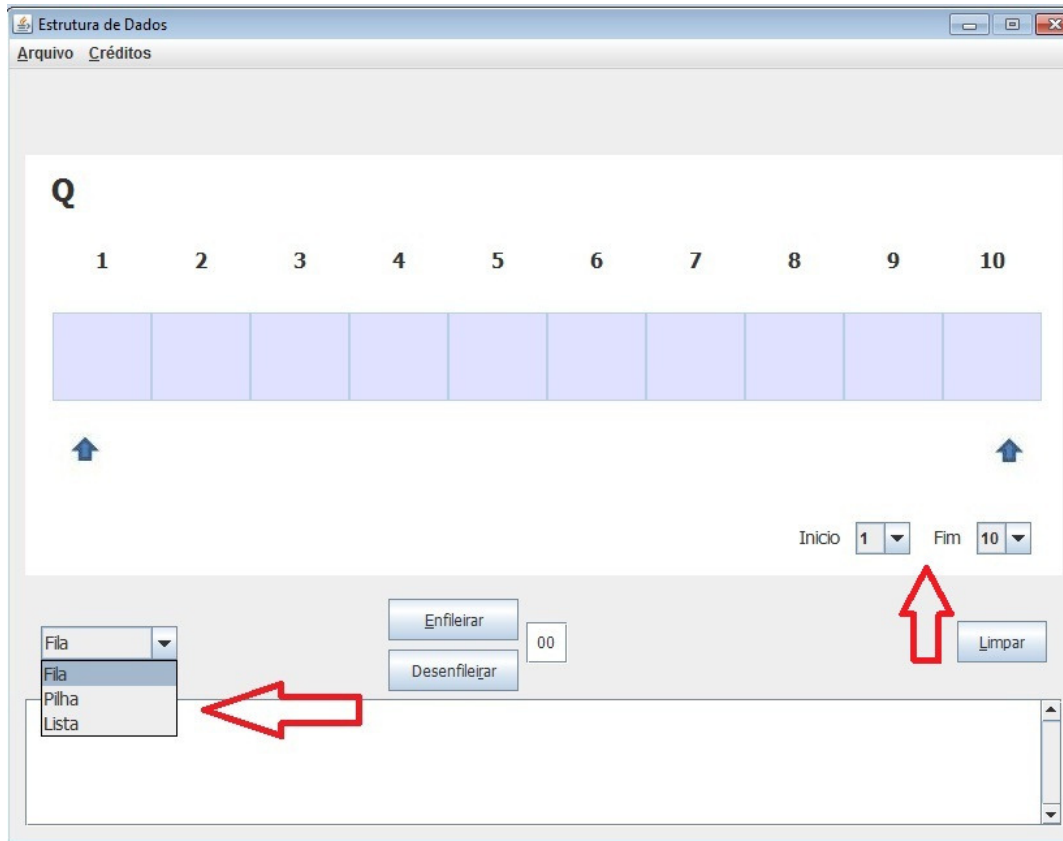 Estrutura de Dados
Arquivo Créditos
Q
1 2 3 4 5 6 7 8 9 10
Inicio 1 Fim 10
Fila
Enfileirar
00
Desenfileirar
Limpar
Fila
Pilha
Lista